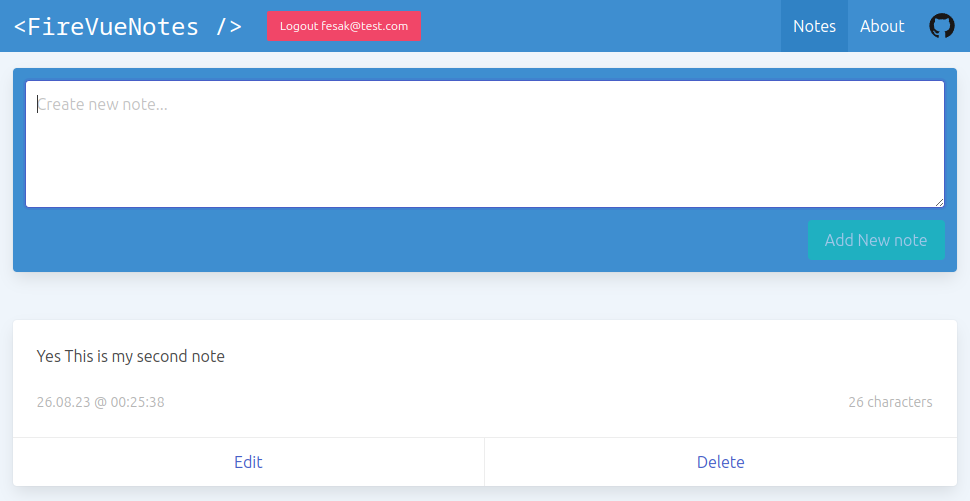 <FireVueNotes />
Logout fesak@test.com
Notes
About
Create new note...
Add New note
Yes This is my second note
26.08.23 @ 00:25:38
26 characters
Edit
Delete